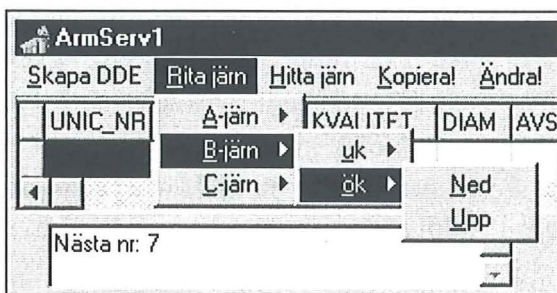 ArmServ1
Skapa DDE Rita järn Hitta järn Kopiera! Ändra!
UNIC_NR A-järn KVALITET DIAM AVS
B-järn uk
C-järn ök Ned
Upp
Nästa nr: 7